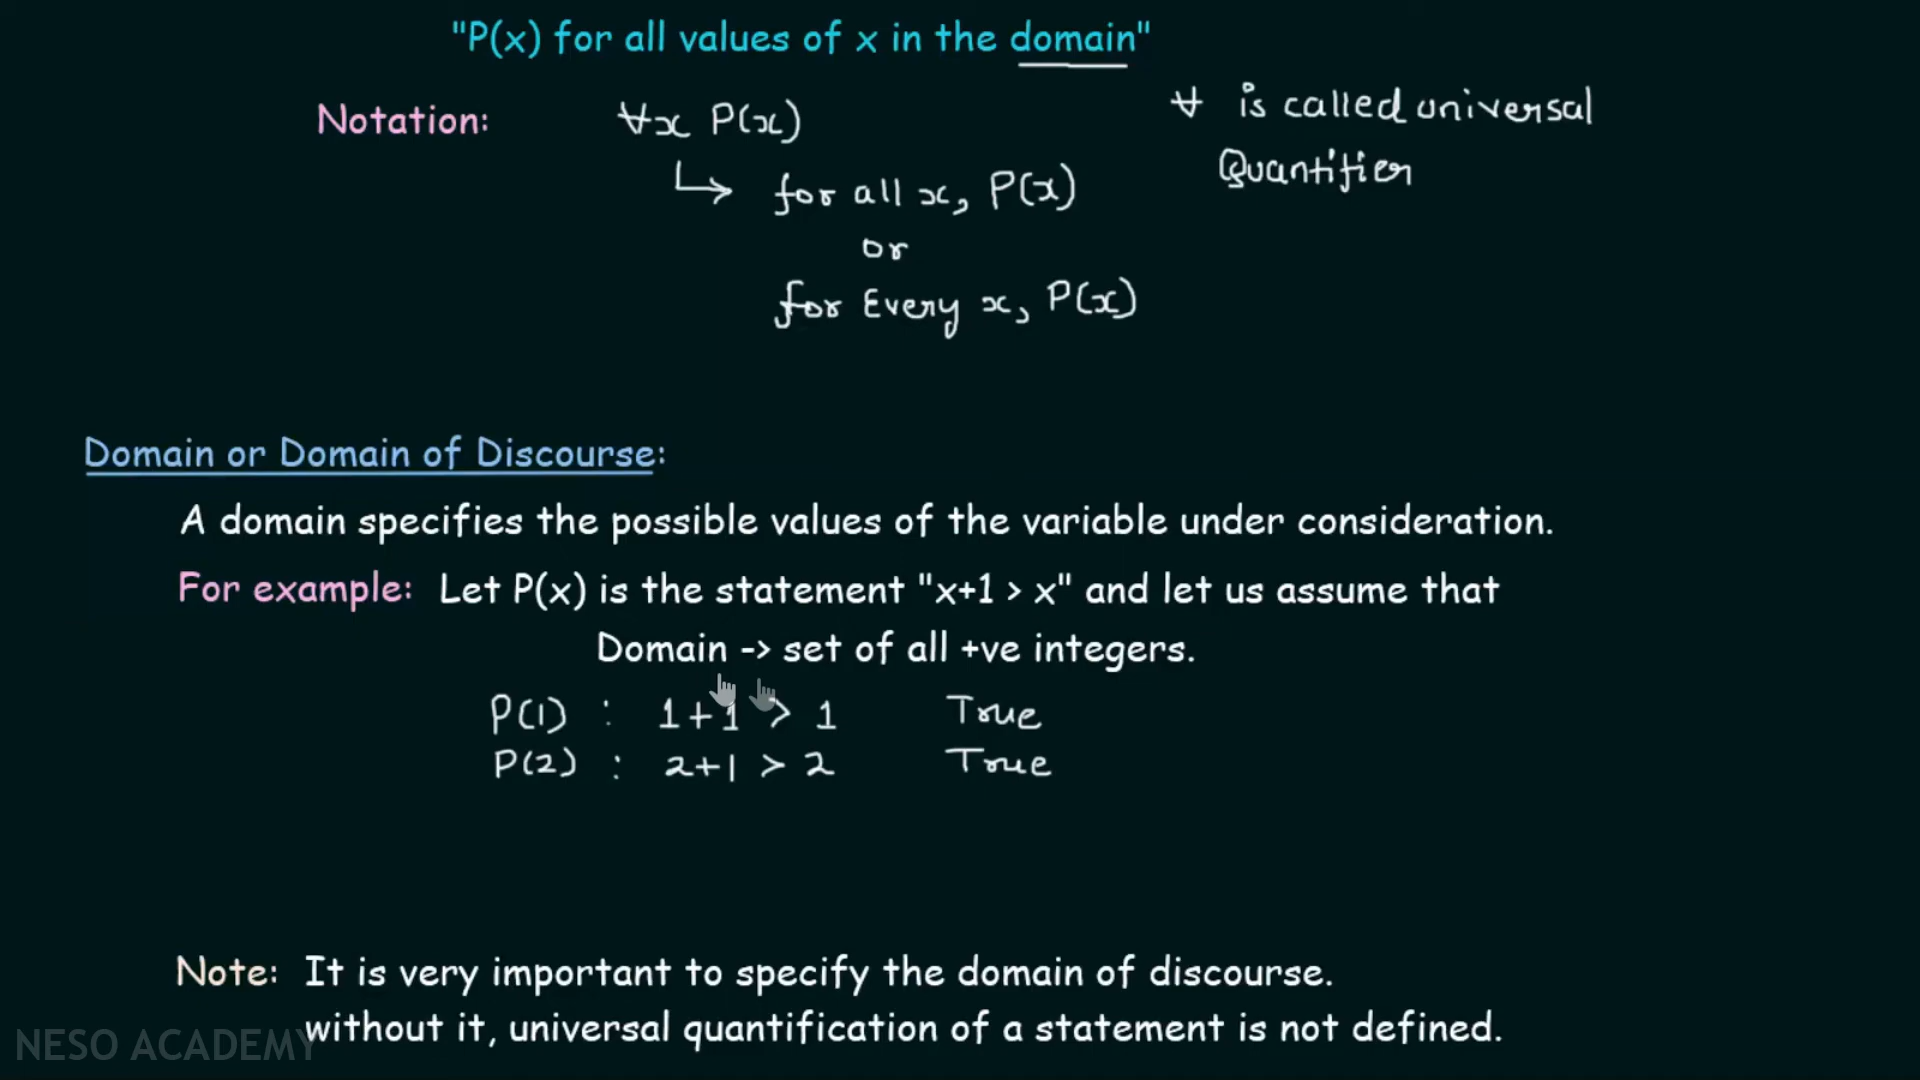 "P(x) for all values of x in the domain"
Notation: ∀x P(x) ∀ is called universal
Quantifier
↳ for all x, P(x)
or
for Every x, P(x)
Domain or Domain of Discourse:
A domain specifies the possible values of the variable under consideration.
For example: Let P(x) is the statement "x+1 > x" and let us assume that
Domain -> set of all +ve integers.
P(1) : 1+1 > 1 True
P(2) : 2+1 > 2 True
Note: It is very important to specify the domain of discourse.
without it, universal quantification of a statement is not defined.
NESO ACADEMY